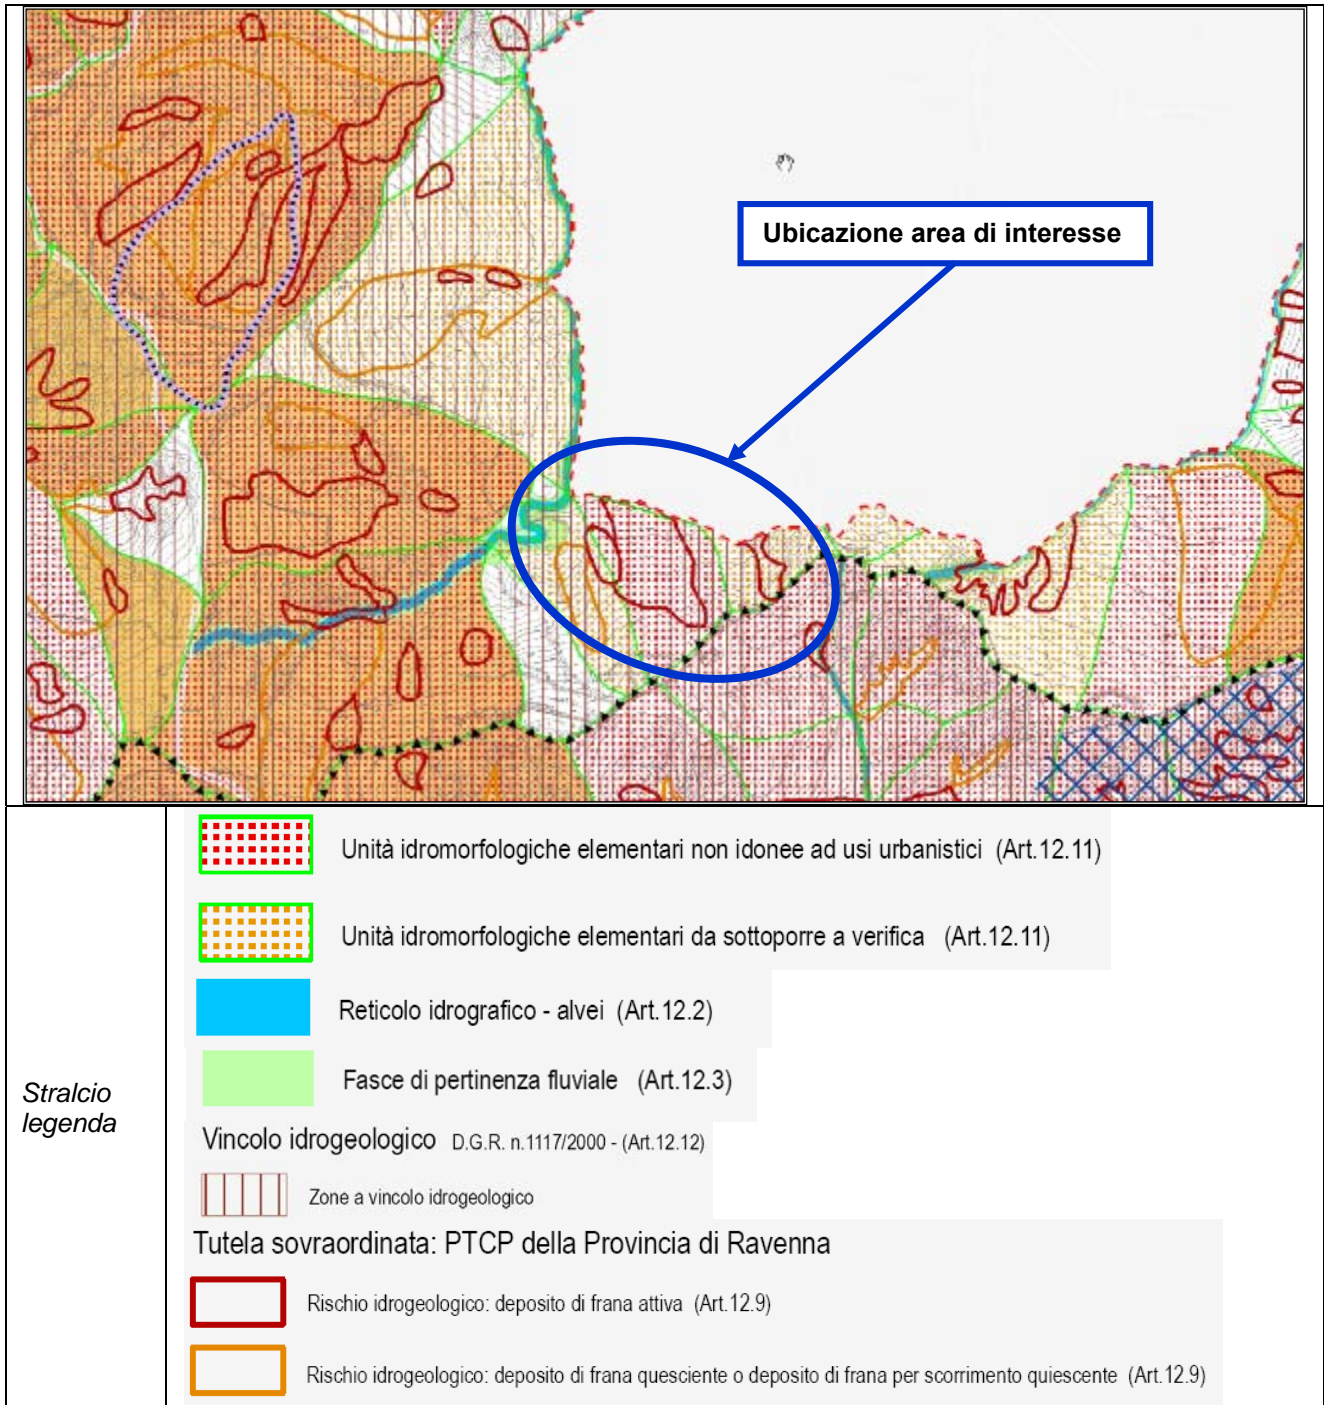 Ubicazione area di interesse
Stralcio
legenda
Unità idromorfologiche elementari non idonee ad usi urbanistici (Art.12.11)
Unità idromorfologiche elementari da sottoporre a verifica (Art.12.11)
Reticolo idrografico - alvei (Art.12.2)
Fasce di pertinenza fluviale (Art.12.3)
Vincolo idrogeologico D.G.R. n.1117/2000 - (Art.12.12)
Zone a vincolo idrogeologico
Tutela sovraordinata: PTCP della Provincia di Ravenna
Rischio idrogeologico: deposito di frana attiva (Art.12.9)
Rischio idrogeologico: deposito di frana quesciente o deposito di frana per scorrimento quiescente (Art.12.9)